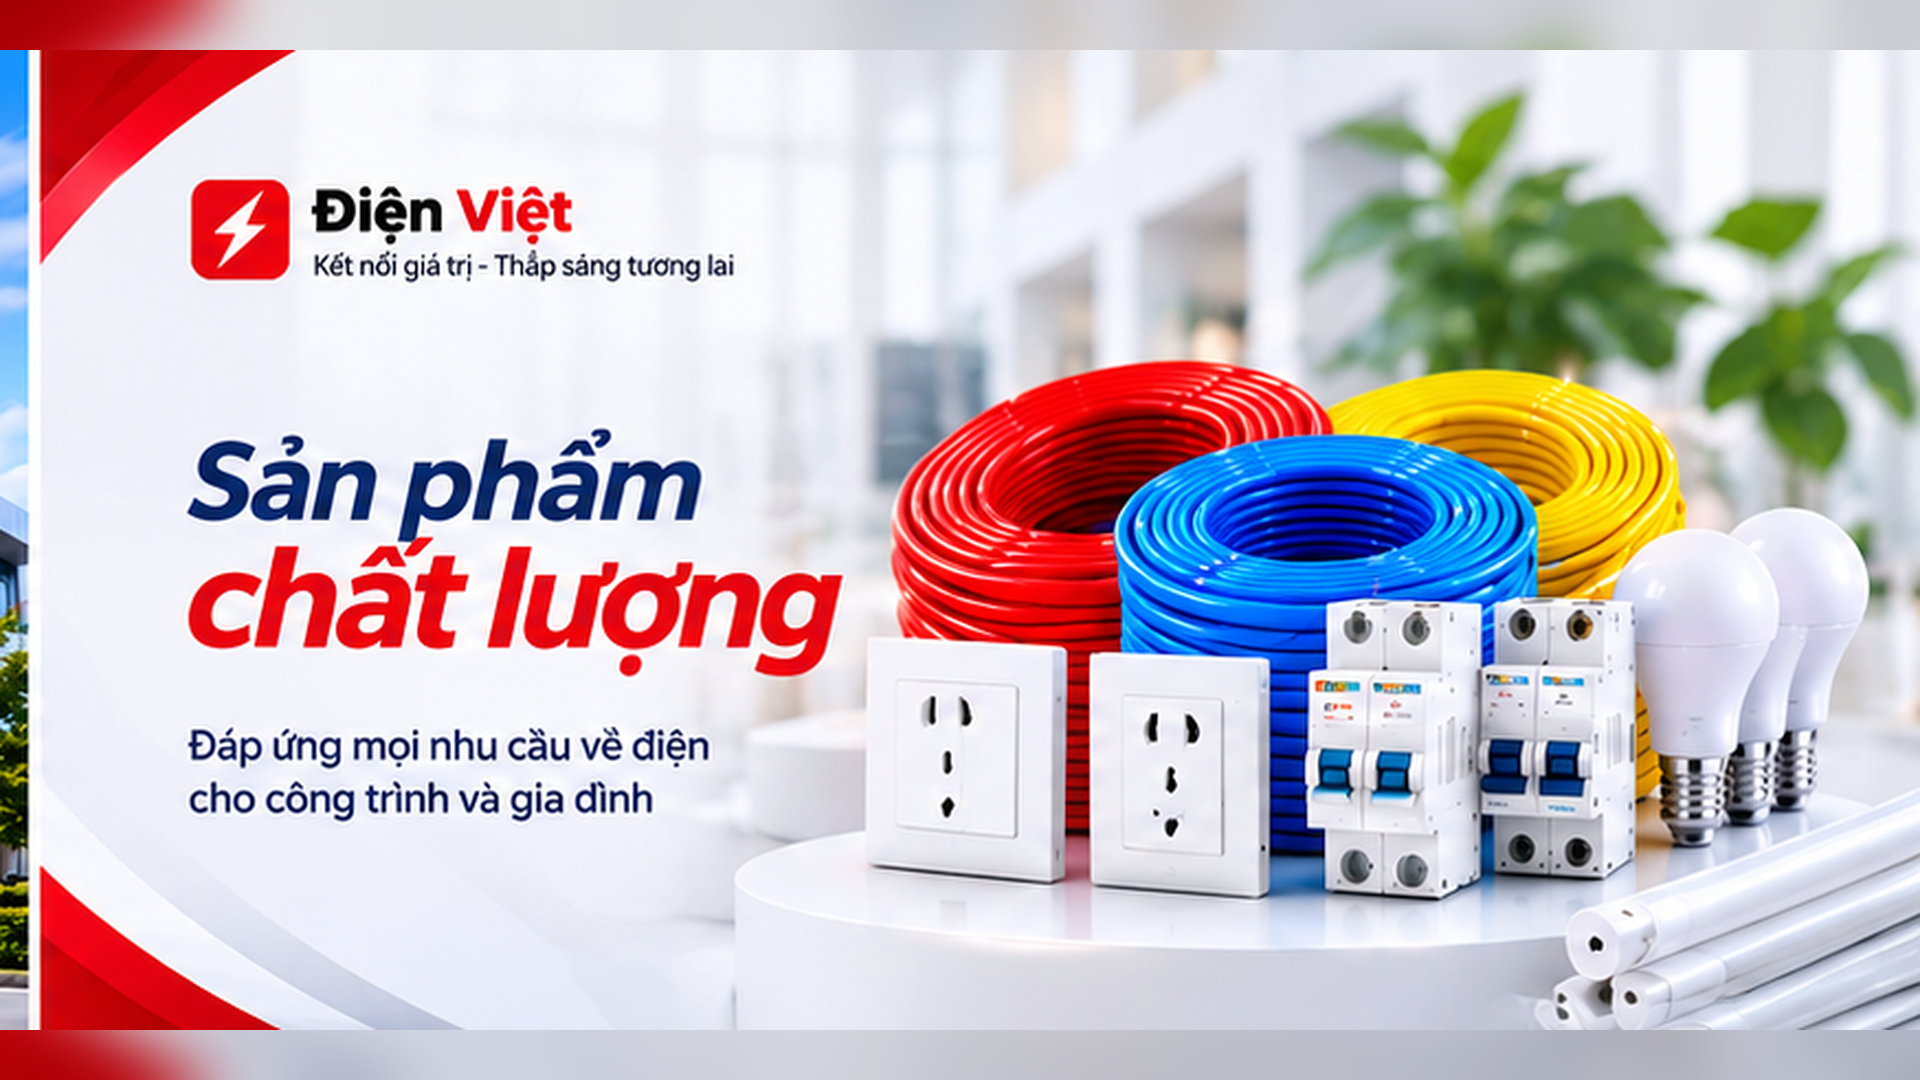 Điện Việt
Kết nối giá trị - Thắp sáng tương lai
Sản phẩm
chất lượng
Đáp ứng mọi nhu cầu về điện
cho công trình và gia đình